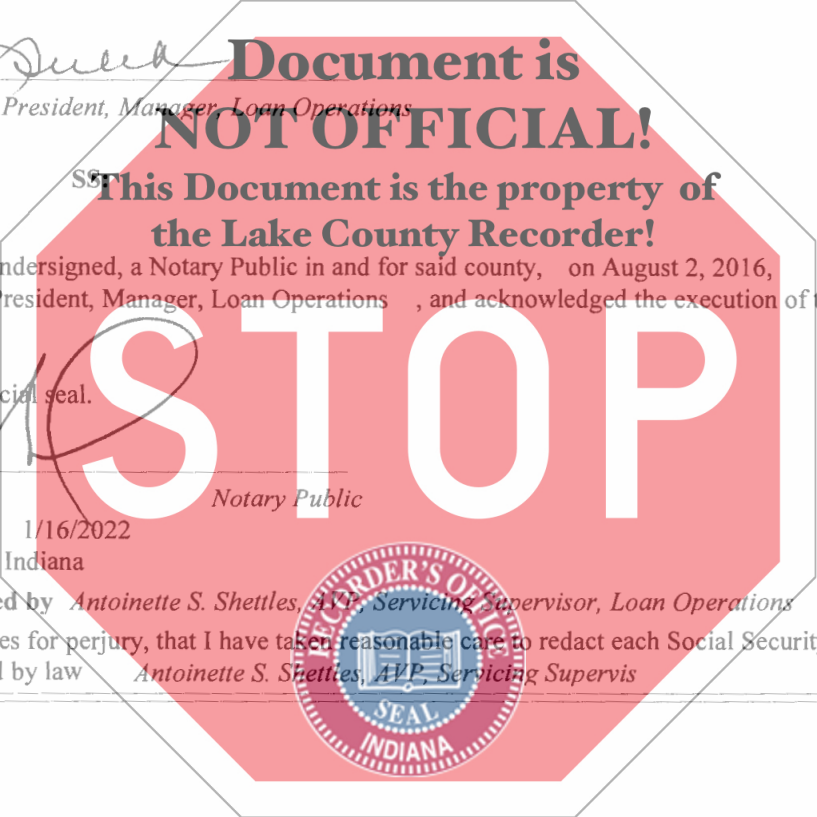 Document is
President, Manager, Loan Operations
NOT OFFICIAL!
SS:
This Document is the property of
the Lake County Recorder!
ndersigned, a Notary Public in and for said county, on August 2, 2016,
resident, Manager, Loan Operations , and acknowledged the execution of t
STOP
cial seal.
Notary Public
1/16/2022
Indiana
ed by Antoinette S. Shettles, AVP, Servicing Supervisor, Loan Operations
es for perjury, that I have taken reasonable care to redact each Social Security
l by law Antoinette S. Shettles, AVP, Servicing Supervis
RECORDER'S OFFICE
SEAL
INDIANA